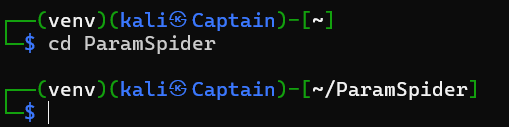 ┌──(venv)(kali㉿Captain)-[~]
└─$ cd ParamSpider
┌──(venv)(kali㉿Captain)-[~/ParamSpider]
└─$